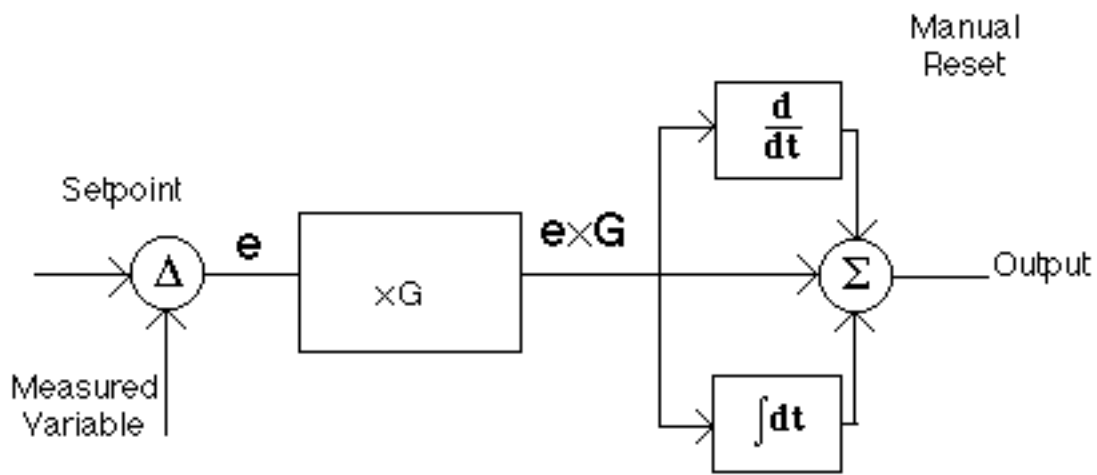 Manual
Reset
d
dt
Setpoint
e
e×G
Δ
×G
Σ
Output
Measured
Variable
∫dt